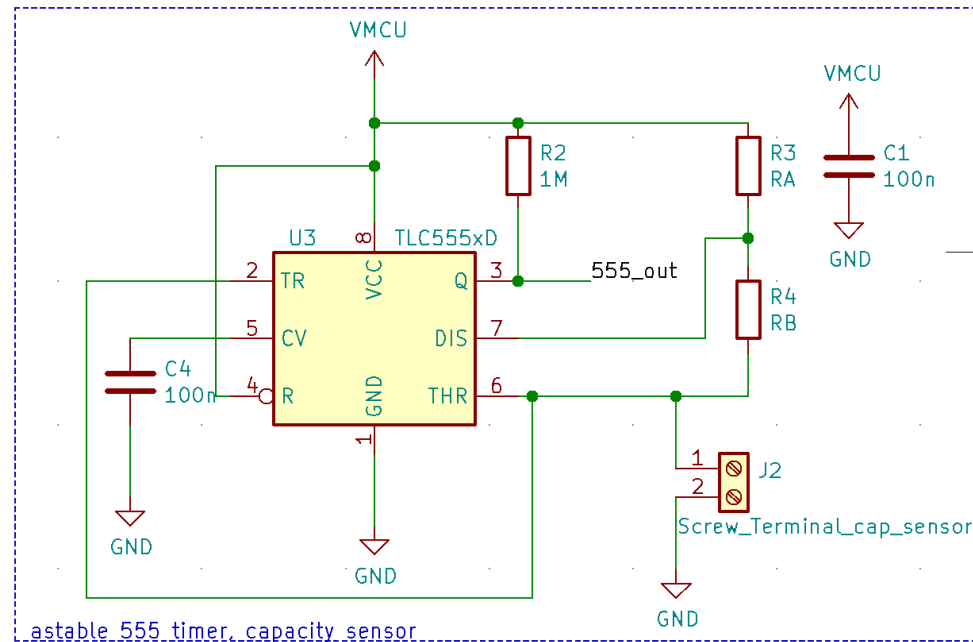 VMCU
VMCU
R2
1M
R3
RA
C1
100n
GND
U3
TLC555xD
8
VCC
2
TR
Q
3
555_out
R4
RB
5
CV
DIS
7
C4
100n
4
R
GND
THR
6
1
1
2
J2
Screw_Terminal_cap_sensor
GND
GND
GND
astable 555 timer, capacity sensor